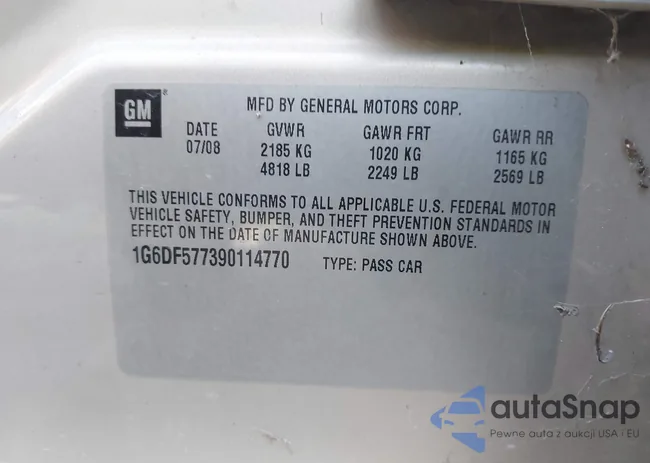 GM®
MFD BY GENERAL MOTORS CORP.
DATE GVWR GAWR FRT GAWR RR
07/08 2185 KG 1020 KG 1165 KG
4818 LB 2249 LB 2569 LB
THIS VEHICLE CONFORMS TO ALL APPLICABLE U.S. FEDERAL MOTOR
VEHICLE SAFETY, BUMPER, AND THEFT PREVENTION STANDARDS IN
EFFECT ON THE DATE OF MANUFACTURE SHOWN ABOVE.
1G6DF577390114770 TYPE: PASS CAR
autaSnap
Pewne auta z aukcji USA i EU